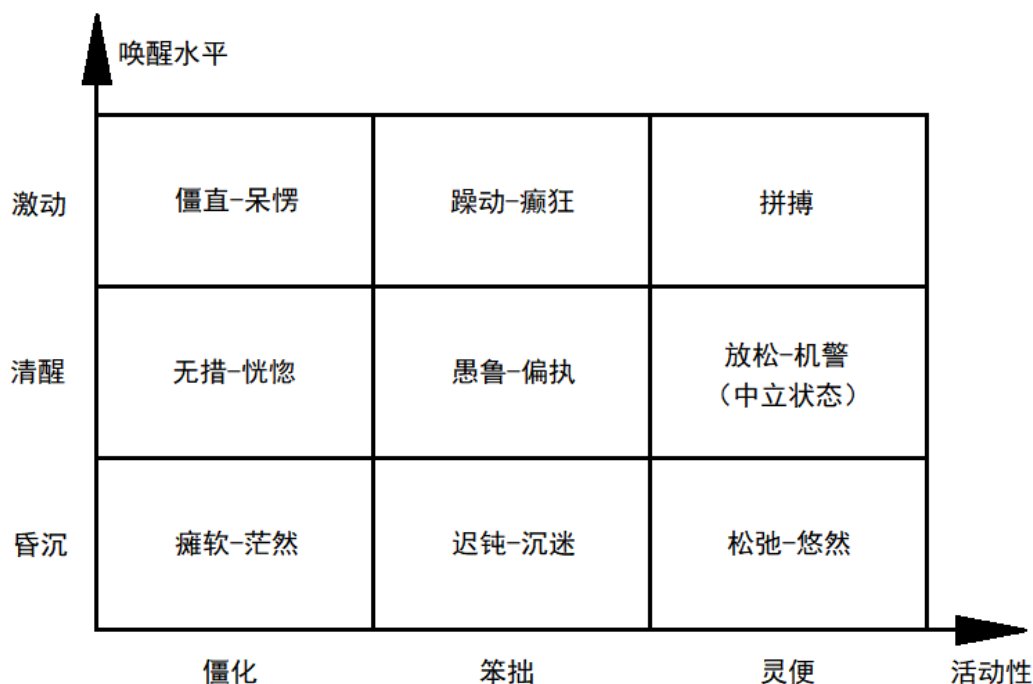 唤醒水平
激动
僵直-呆愣
躁动-癫狂
拼搏
清醒
无措-恍惚
愚鲁-偏执
放松-机警
（中立状态）
昏沉
瘫软-茫然
迟钝-沉迷
松弛-悠然
僵化
笨拙
灵便
活动性